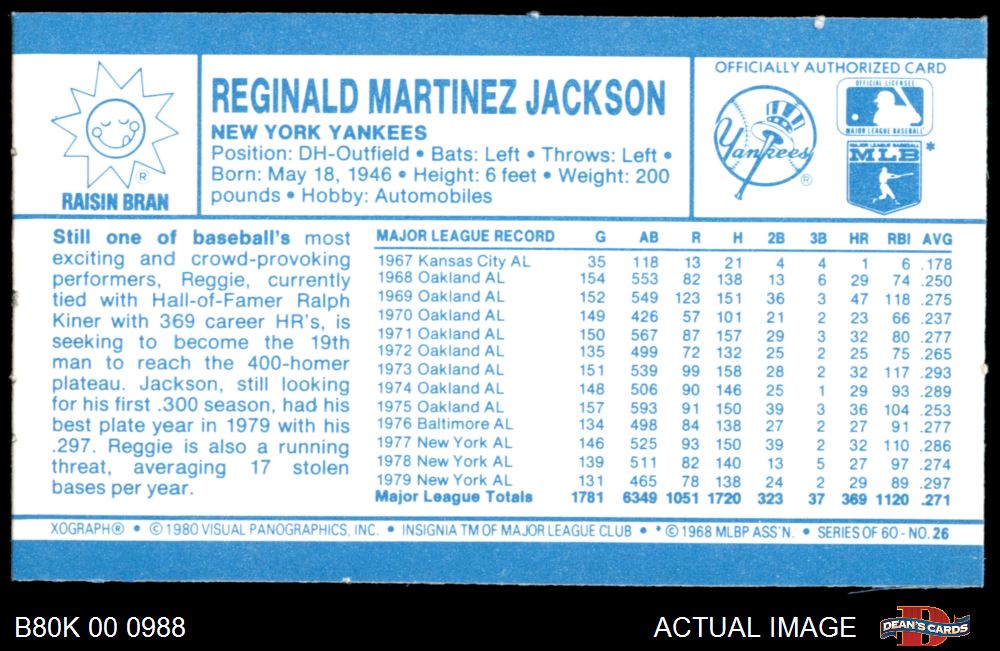 RAISIN BRAN
®
REGINALD MARTINEZ JACKSON
NEW YORK YANKEES
Position: DH-Outfield • Bats: Left • Throws: Left •
Born: May 18, 1946 • Height: 6 feet • Weight: 200
pounds • Hobby: Automobiles
OFFICIALLY AUTHORIZED CARD
Yankees
®
OFFICIAL LICENSEE
MAJOR LEAGUE BASEBALL
MAJOR LEAGUE BASEBALL
MLB *
Still one of baseball's most
exciting and crowd-provoking
performers, Reggie, currently
tied with Hall-of-Famer Ralph
Kiner with 369 career HR's, is
seeking to become the 19th
man to reach the 400-homer
plateau. Jackson, still looking
for his first .300 season, had his
best plate year in 1979 with his
.297. Reggie is also a running
threat, averaging 17 stolen
bases per year.
MAJOR LEAGUE RECORD G AB R H 2B 3B HR RBI AVG
1967 Kansas City AL 35 118 13 21 4 4 1 6 .178
1968 Oakland AL 154 553 82 138 13 6 29 74 .250
1969 Oakland AL 152 549 123 151 36 3 47 118 .275
1970 Oakland AL 149 426 57 101 21 2 23 66 .237
1971 Oakland AL 150 567 87 157 29 3 32 80 .277
1972 Oakland AL 135 499 72 132 25 2 25 75 .265
1973 Oakland AL 151 539 99 158 28 2 32 117 .293
1974 Oakland AL 148 506 90 146 25 1 29 93 .289
1975 Oakland AL 157 593 91 150 39 3 36 104 .253
1976 Baltimore AL 134 498 84 138 27 2 27 91 .277
1977 New York AL 146 525 93 150 39 2 32 110 .286
1978 New York AL 139 511 82 140 13 5 27 97 .274
1979 New York AL 131 465 78 138 24 2 29 89 .297
Major League Totals 1781 6349 1051 1720 323 37 369 1120 .271
XOGRAPH® • © 1980 VISUAL PANOGRAPHICS, INC. • INSIGNIA TM OF MAJOR LEAGUE CLUB • * © 1968 MLBP ASS'N. • SERIES OF 60 - NO. 26
B80K 00 0988
ACTUAL IMAGE
DEAN'S CARDS